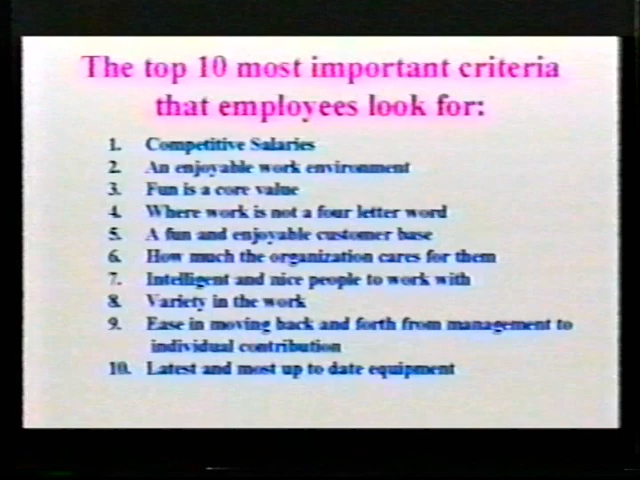 The top 10 most important criteria
that employees look for:
1. Competitive Salaries
2. An enjoyable work environment
3. Fun is a core value
4. Where work is not a four letter word
5. A fun and enjoyable customer base
6. How much the organization cares for them
7. Intelligent and nice people to work with
8. Variety in the work
9. Ease in moving back and forth from management to
individual contribution
10. Latest and most up to date equipment